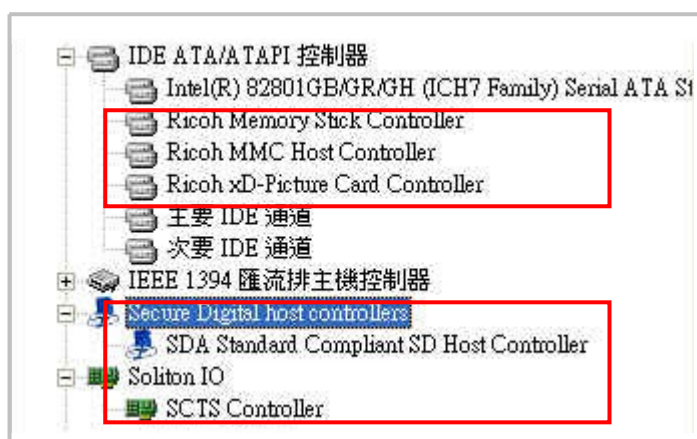 IDE ATA/ATAPI 控制器
Intel(R) 82801GB/GR/GH (ICH7 Family) Serial ATA St
Ricoh Memory Stick Controller
Ricoh MMC Host Controller
Ricoh xD-Picture Card Controller
主要 IDE 通道
次要 IDE 通道
IEEE 1394 匯流排主機控制器
Secure Digital host controllers
SDA Standard Compliant SD Host Controller
Soliton IO
SCTS Controller